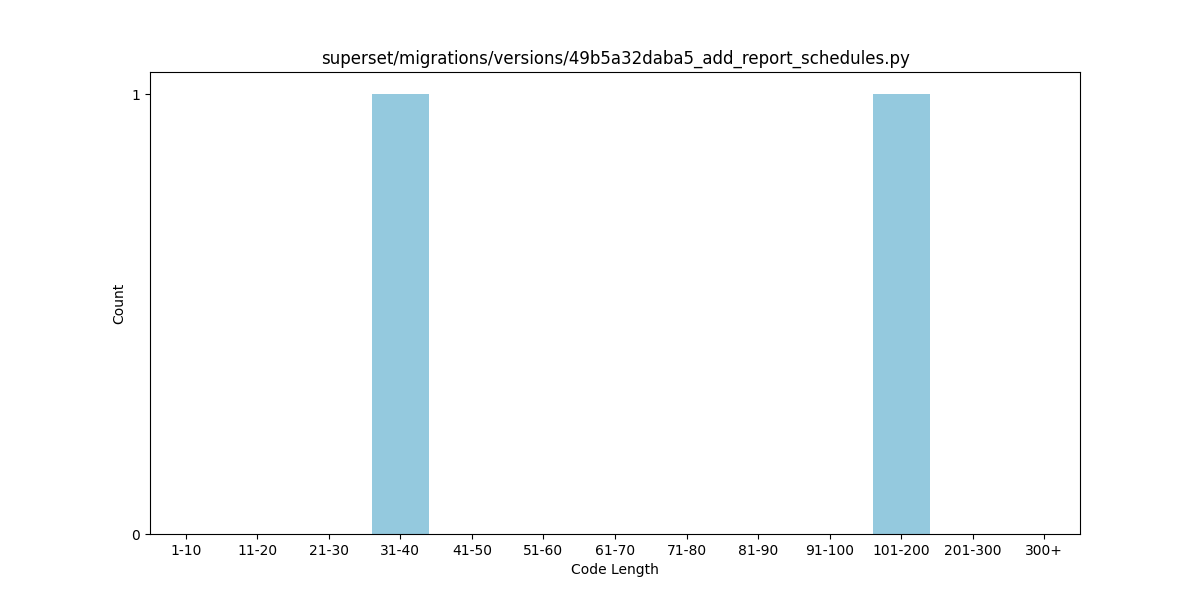 superset/migrations/versions/49b5a32daba5_add_report_schedules.py
1
Count
0
1-10 11-20 21-30 31-40 41-50 51-60 61-70 71-80 81-90 91-100 101-200 201-300 300+
Code Length